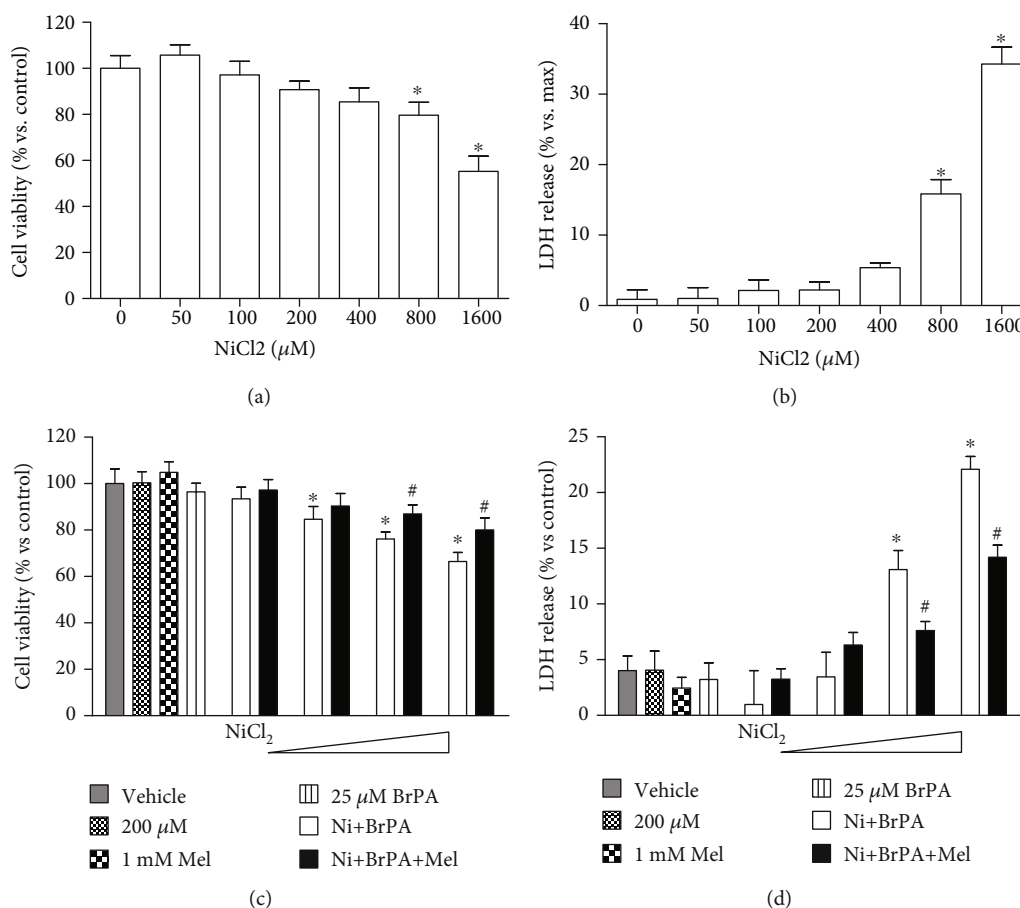 120
100
80
60
40
20
0
Cell viablity (% vs. control)
*
*
0 50 100 200 400 800 1600
NiCl2 (μM)
(a)
40
30
20
10
0
LDH release (% vs. max)
*
*
0 50 100 200 400 800 1600
NiCl2 (μM)
(b)
120
100
80
60
40
20
0
Cell viablity (% vs control)
*
*
#
*
#
NiCl₂
Vehicle
200 μM
1 mM Mel
25 μM BrPA
Ni+BrPA
Ni+BrPA+Mel
(c)
25
20
15
10
5
0
LDH release (% vs control)
*
#
*
#
NiCl₂
Vehicle
200 μM
1 mM Mel
25 μM BrPA
Ni+BrPA
Ni+BrPA+Mel
(d)